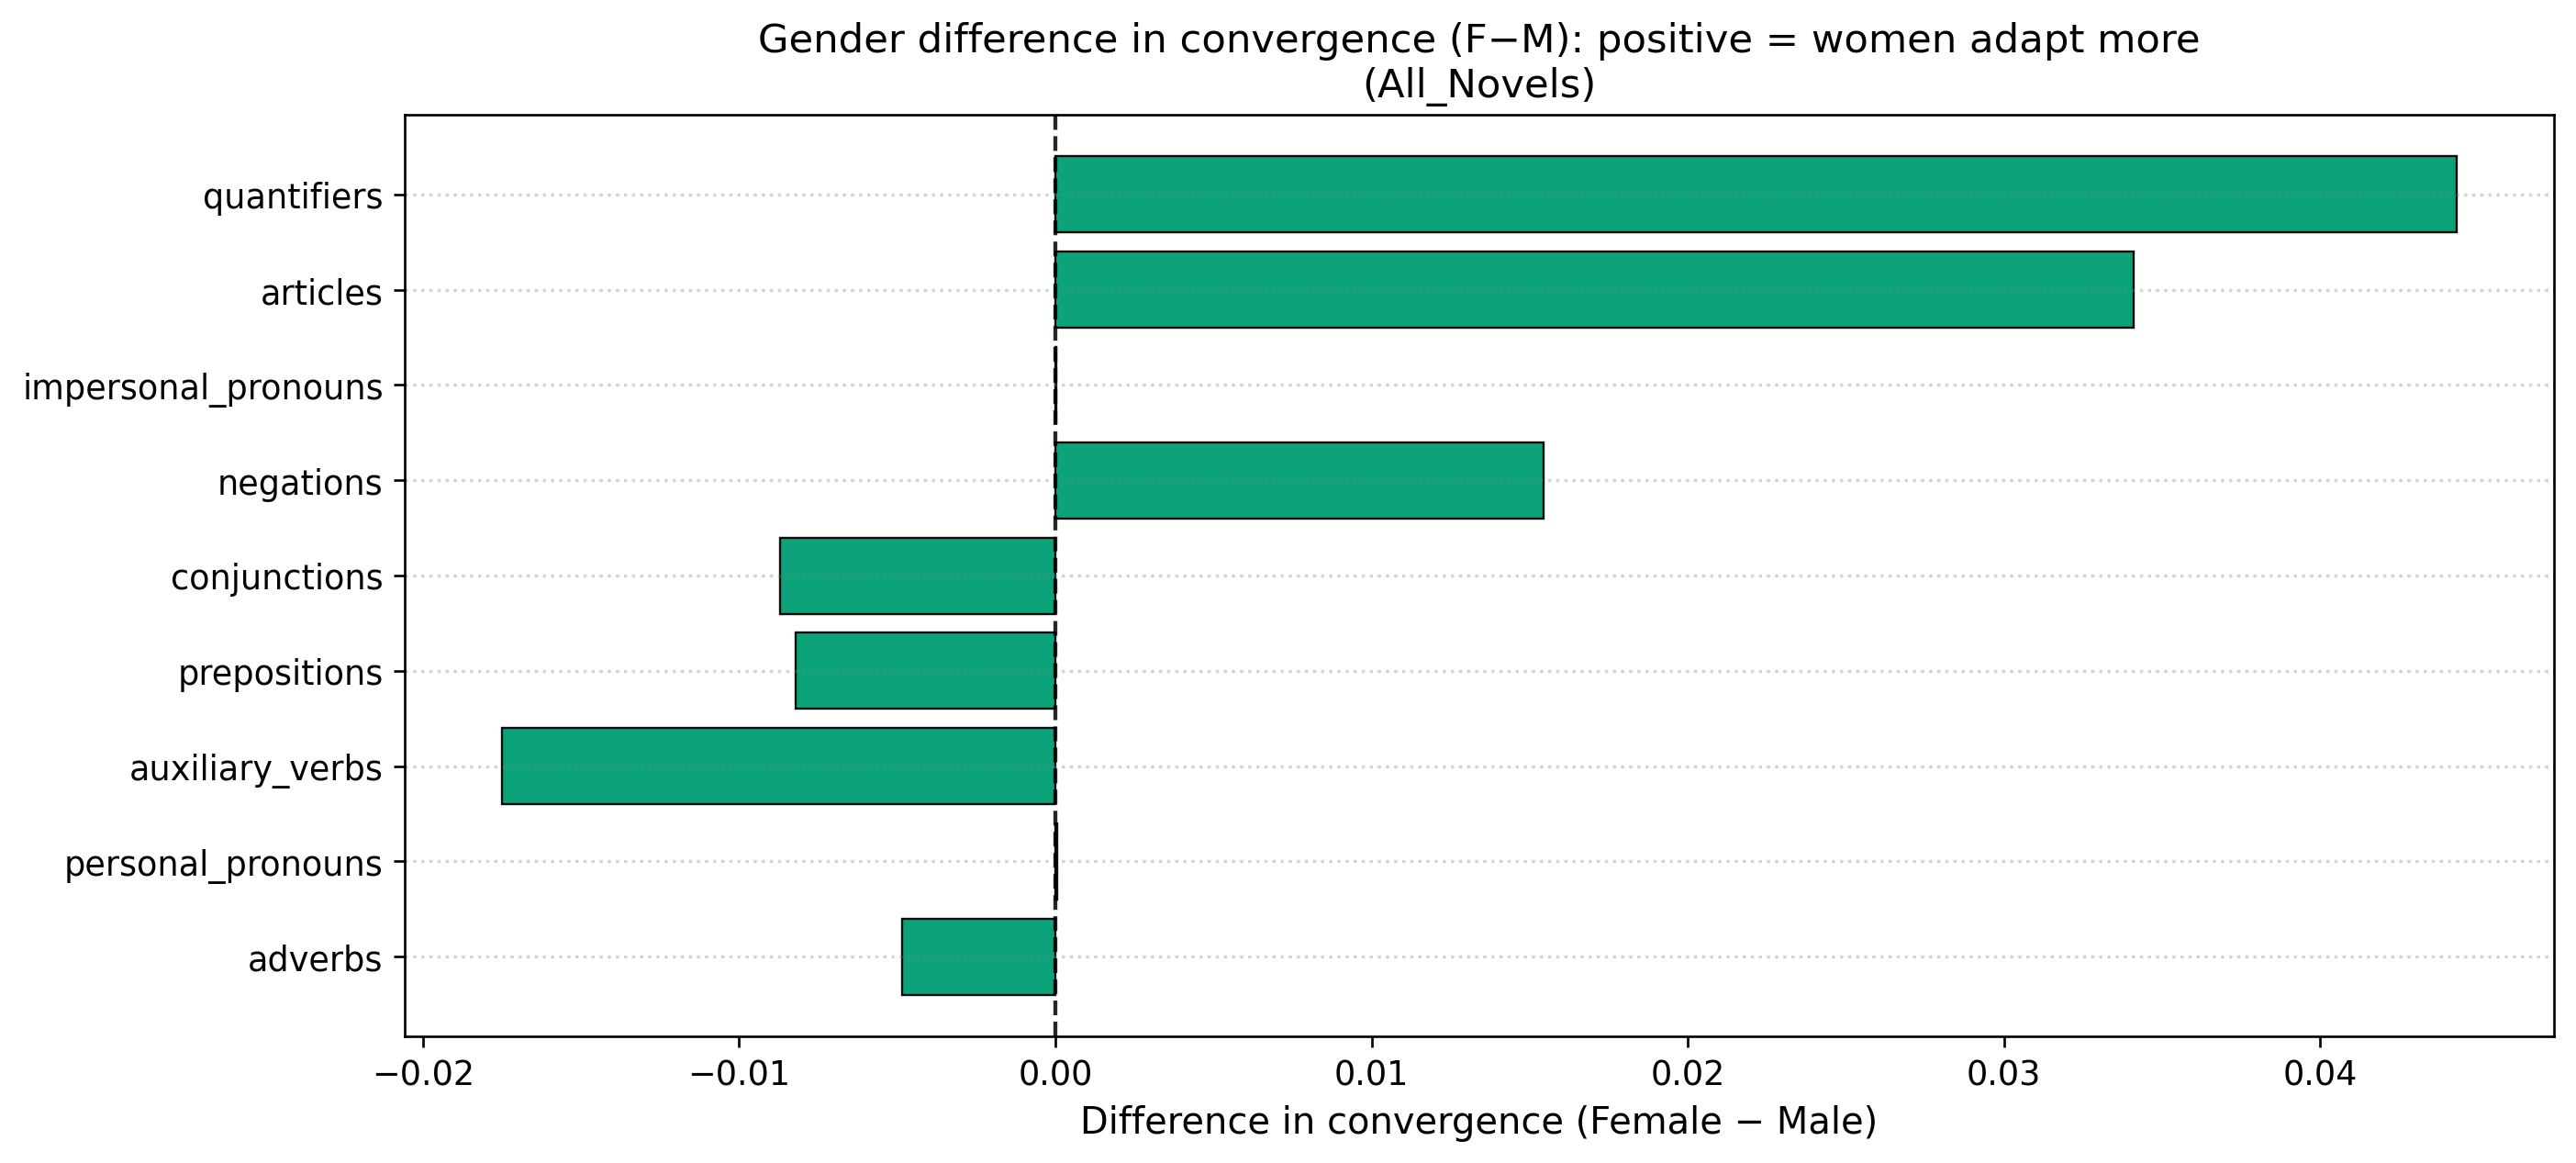 Gender difference in convergence (F−M): positive = women adapt more
(All_Novels)
quantifiers
articles
impersonal_pronouns
negations
conjunctions
prepositions
auxiliary_verbs
personal_pronouns
adverbs
−0.02 −0.01 0.00 0.01 0.02 0.03 0.04
Difference in convergence (Female − Male)